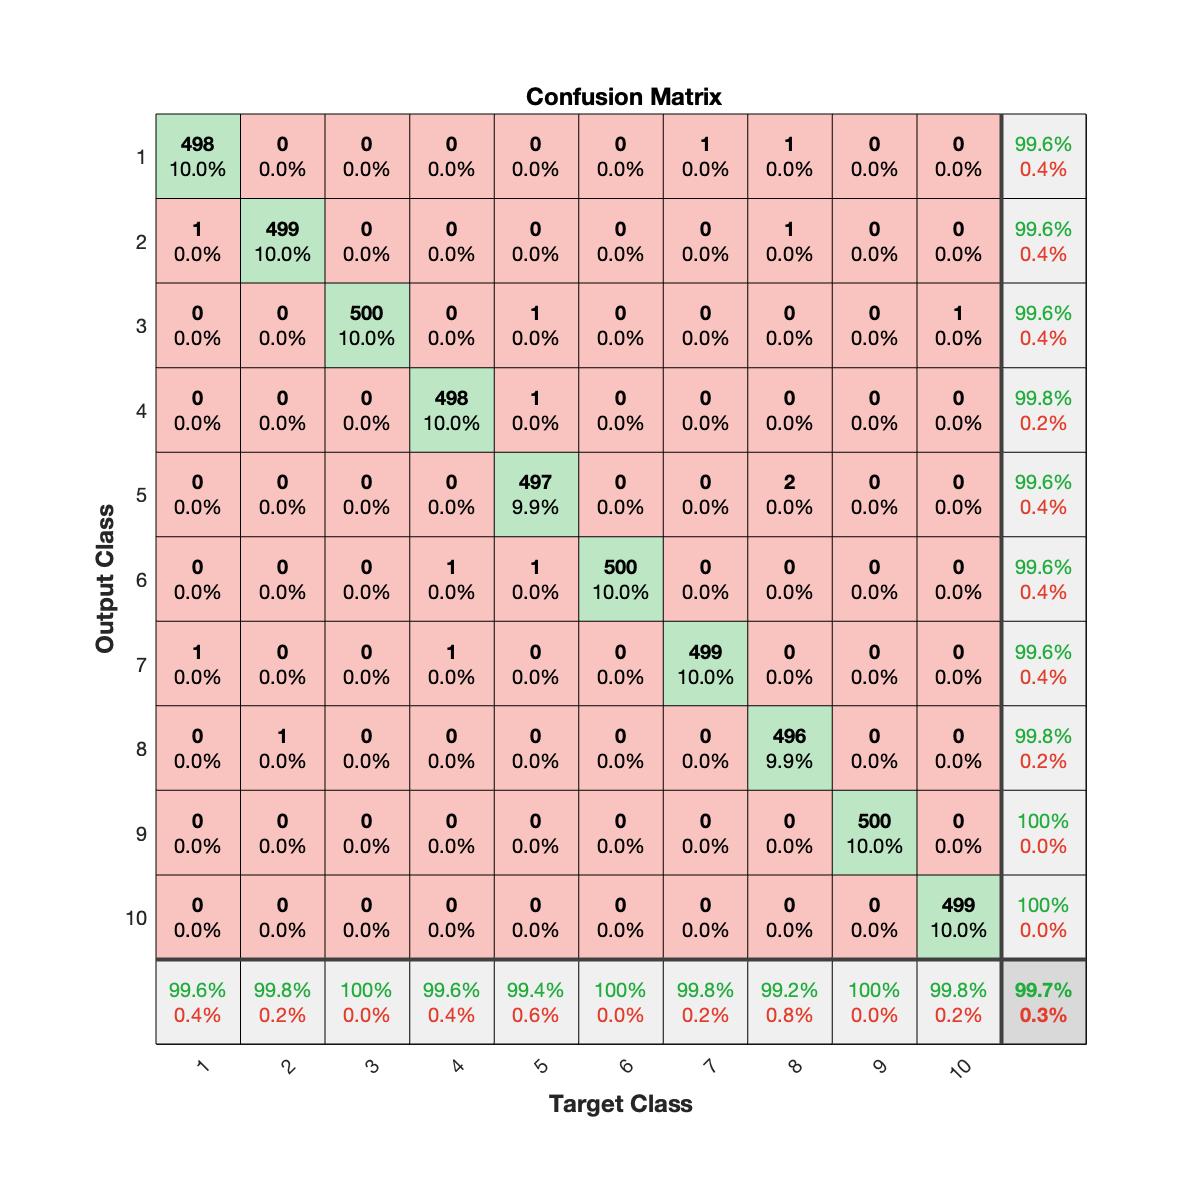 Confusion Matrix
1 498 0 0 0 0 0 1 1 0 0 99.6%
10.0% 0.0% 0.0% 0.0% 0.0% 0.0% 0.0% 0.0% 0.0% 0.0% 0.4%
2 1 499 0 0 0 0 0 1 0 0 99.6%
0.0% 10.0% 0.0% 0.0% 0.0% 0.0% 0.0% 0.0% 0.0% 0.0% 0.4%
3 0 0 500 0 1 0 0 0 0 1 99.6%
0.0% 0.0% 10.0% 0.0% 0.0% 0.0% 0.0% 0.0% 0.0% 0.0% 0.4%
4 0 0 0 498 1 0 0 0 0 0 99.8%
0.0% 0.0% 0.0% 10.0% 0.0% 0.0% 0.0% 0.0% 0.0% 0.0% 0.2%
5 0 0 0 0 497 0 0 2 0 0 99.6%
0.0% 0.0% 0.0% 0.0% 9.9% 0.0% 0.0% 0.0% 0.0% 0.0% 0.4%
6 0 0 0 1 1 500 0 0 0 0 99.6%
0.0% 0.0% 0.0% 0.0% 0.0% 10.0% 0.0% 0.0% 0.0% 0.0% 0.4%
7 1 0 0 1 0 0 499 0 0 0 99.6%
0.0% 0.0% 0.0% 0.0% 0.0% 0.0% 10.0% 0.0% 0.0% 0.0% 0.4%
8 0 1 0 0 0 0 0 496 0 0 99.8%
0.0% 0.0% 0.0% 0.0% 0.0% 0.0% 0.0% 9.9% 0.0% 0.0% 0.2%
9 0 0 0 0 0 0 0 0 500 0 100%
0.0% 0.0% 0.0% 0.0% 0.0% 0.0% 0.0% 0.0% 10.0% 0.0% 0.0%
10 0 0 0 0 0 0 0 0 0 499 100%
0.0% 0.0% 0.0% 0.0% 0.0% 0.0% 0.0% 0.0% 0.0% 10.0% 0.0%
99.6% 99.8% 100% 99.6% 99.4% 100% 99.8% 99.2% 100% 99.8% 99.7%
0.4% 0.2% 0.0% 0.4% 0.6% 0.0% 0.2% 0.8% 0.0% 0.2% 0.3%
1 2 3 4 5 6 7 8 9 10
Target Class
Output Class